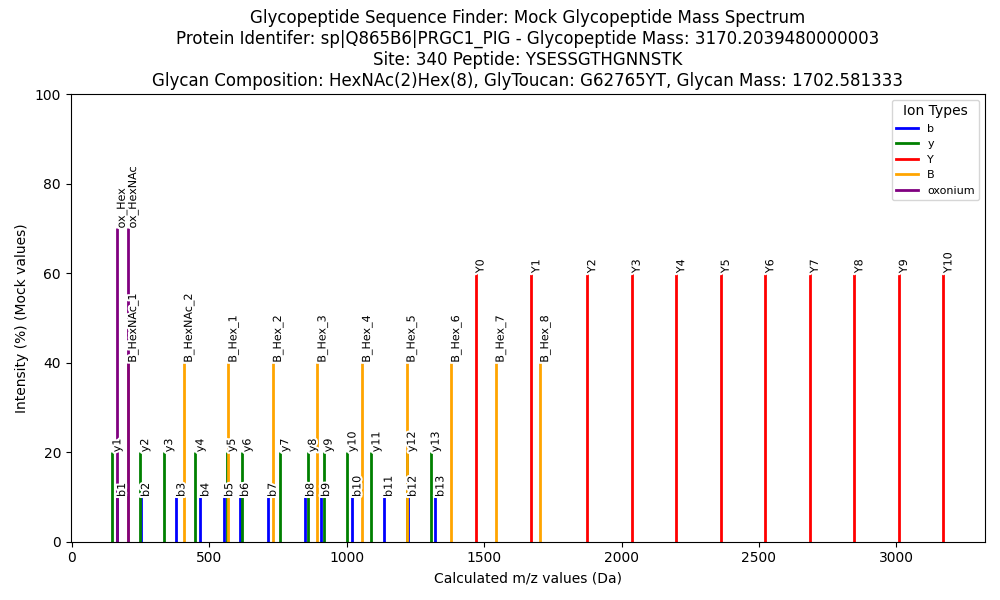 Glycopeptide Sequence Finder: Mock Glycopeptide Mass Spectrum
Protein Identifer: sp|Q865B6|PRGC1_PIG - Glycopeptide Mass: 3170.2039480000003
Site: 340 Peptide: YSESSGTHGNNSTK
Glycan Composition: HexNAc(2)Hex(8), GlyToucan: G62765YT, Glycan Mass: 1702.581333
Intensity (%) (Mock values)
100
80
60
40
20
0
Ion Types
b
y
Y
B
oxonium
ox_Hex
ox_HexNAc
Y0
Y1
Y2
Y3
Y4
Y5
Y6
Y7
Y8
Y9
Y10
B_HexNAc_1
B_HexNAc_2
B_Hex_1
B_Hex_2
B_Hex_3
B_Hex_4
B_Hex_5
B_Hex_6
B_Hex_7
B_Hex_8
y1
y2
y3
y4
y5
y6
y7
y8
y9
y10
y11
y12
y13
b1
b2
b3
b4
b5
b6
b7
b8
b9
b10
b11
b12
b13
0
500
1000
1500
2000
2500
3000
Calculated m/z values (Da)